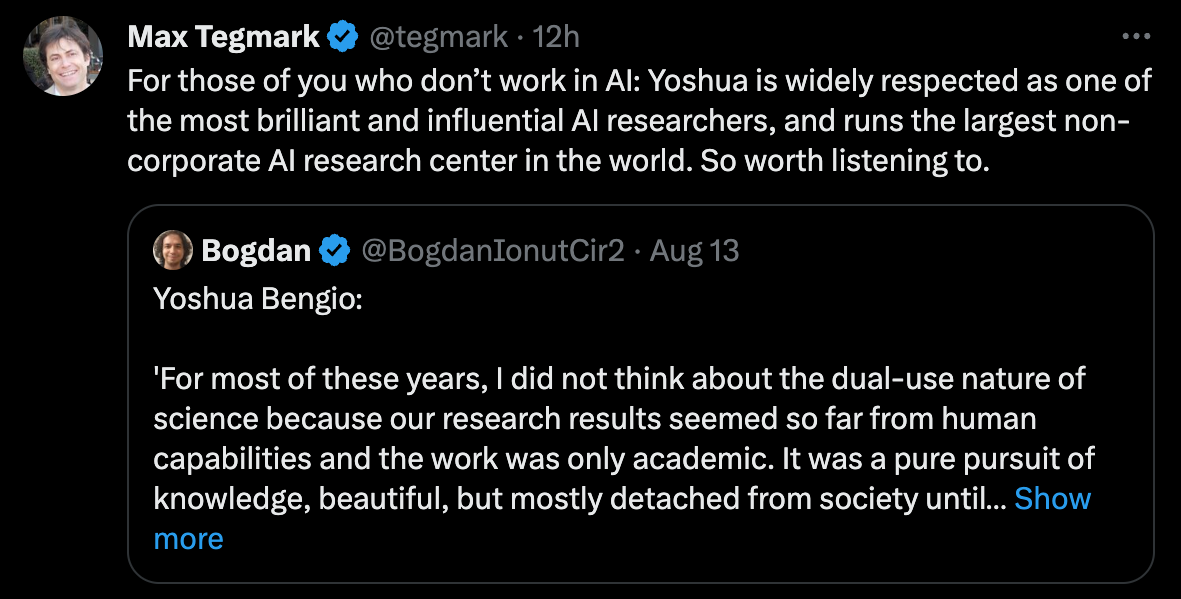 Max Tegmark @tegmark · 12h
For those of you who don’t work in AI: Yoshua is widely respected as one of
the most brilliant and influential AI researchers, and runs the largest non-
corporate AI research center in the world. So worth listening to.
Bogdan @BogdanIonutCir2 · Aug 13
Yoshua Bengio:
'For most of these years, I did not think about the dual-use nature of
science because our research results seemed so far from human
capabilities and the work was only academic. It was a pure pursuit of
knowledge, beautiful, but mostly detached from society until... Show
more